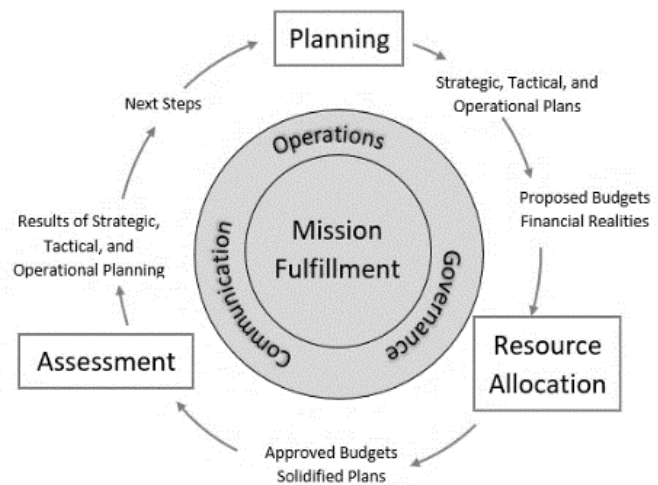 Planning
Strategic, Tactical, and
Operational Plans
Next Steps
Operations
Proposed Budgets
Financial Realities
Results of Strategic,
Tactical, and
Operational Planning
Mission
Fulfillment
Communication
Governance
Resource
Allocation
Assessment
Approved Budgets
Solidified Plans